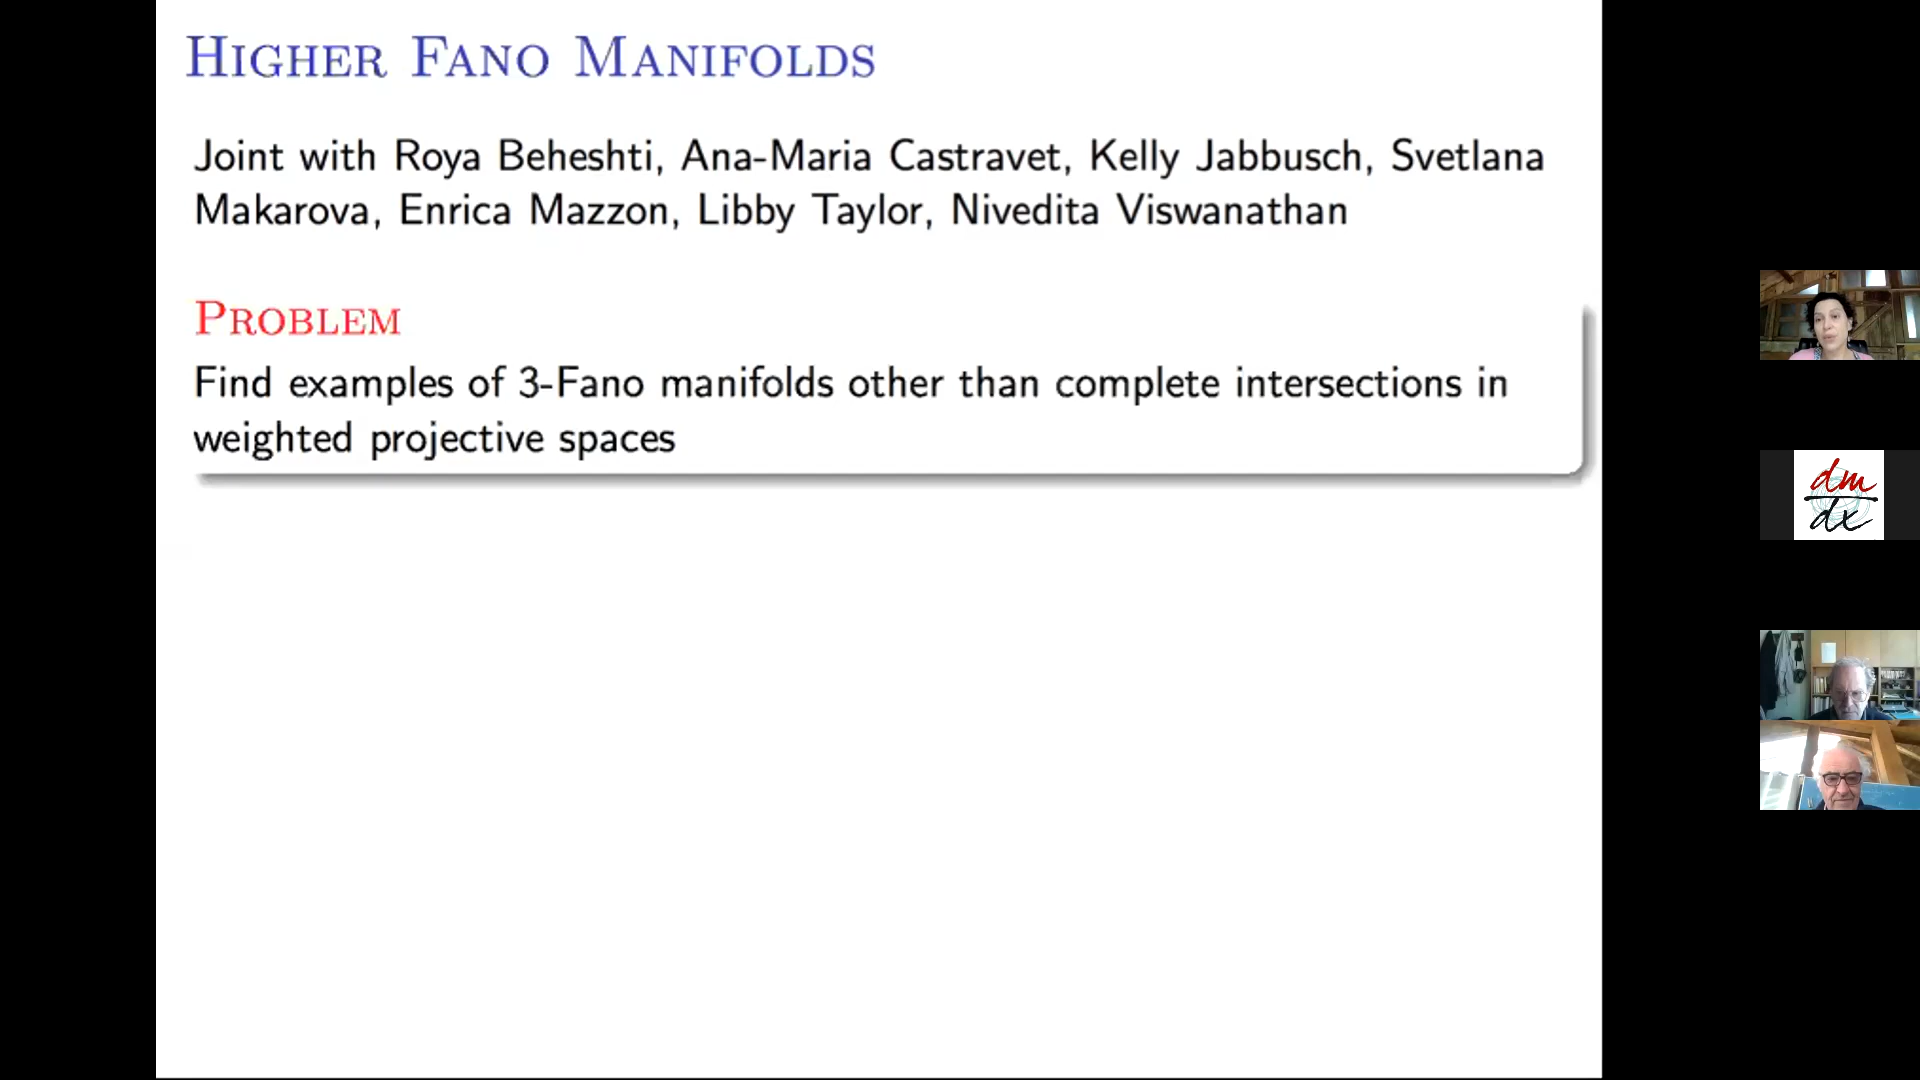 HIGHER FANO MANIFOLDS
Joint with Roya Beheshti, Ana-Maria Castravet, Kelly Jabbusch, Svetlana
Makarova, Enrica Mazzon, Libby Taylor, Nivedita Viswanathan
PROBLEM
Find examples of 3-Fano manifolds other than complete intersections in
weighted projective spaces
dm
dx